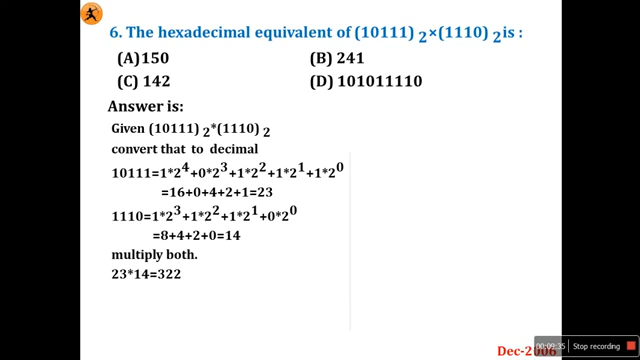 6. The hexadecimal equivalent of (10111) 2×(1110) 2is :
(A)150 (B) 241
(C) 142 (D) 101011110
Answer is:
Given (10111) 2*(1110) 2
convert that to decimal
10111=1*2^4+0*2^3+1*2^2+1*2^1+1*2^0
=16+0+4+2+1=23
1110=1*2^3+1*2^2+1*2^1+0*2^0
=8+4+2+0=14
multiply both.
23*14=322
Dec-2006
00:09:35 Stop recording